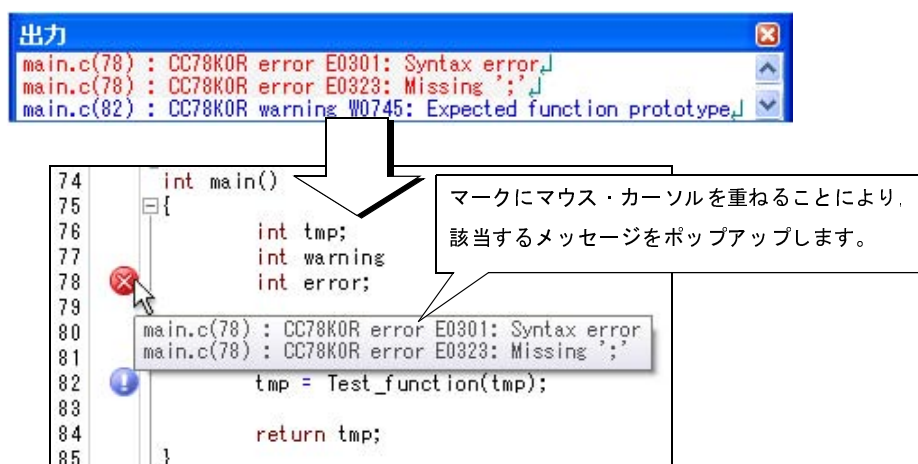 出力
main.c(78) : CC78K0R error E0301: Syntax error↵
main.c(78) : CC78K0R error E0323: Missing ';'↵
main.c(82) : CC78K0R warning W0745: Expected function prototype↵
74 int main()
75 {
76 int tmp;
77 int warning
78 int error;
79
80
81
82 tmp = Test_function(tmp);
83
84 return tmp;
85 }
マークにマウス・カーソルを重ねることにより,
該当するメッセージをポップアップします。
main.c(78) : CC78K0R error E0301: Syntax error
main.c(78) : CC78K0R error E0323: Missing ';'